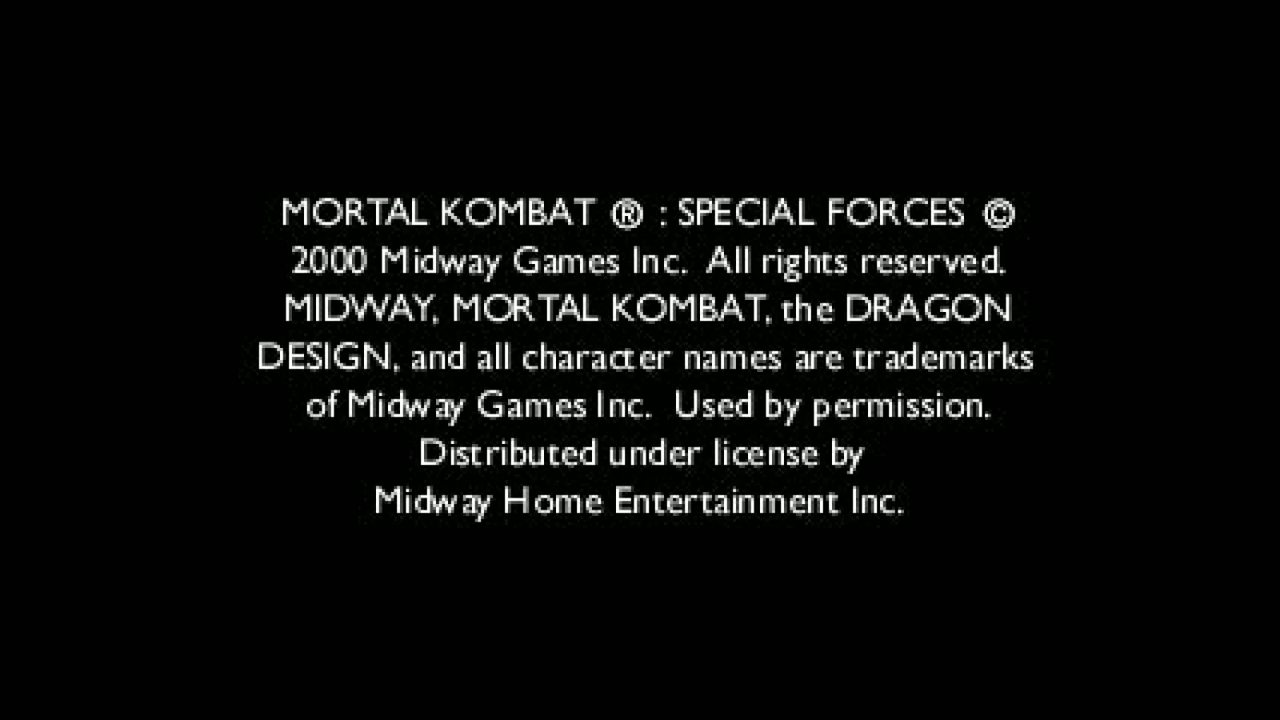 MORTAL KOMBAT ® : SPECIAL FORCES ©
2000 Midway Games Inc.  All rights reserved.
MIDWAY, MORTAL KOMBAT, the DRAGON
DESIGN, and all character names are trademarks
of Midway Games Inc.  Used by permission.
Distributed under license by
Midway Home Entertainment Inc.